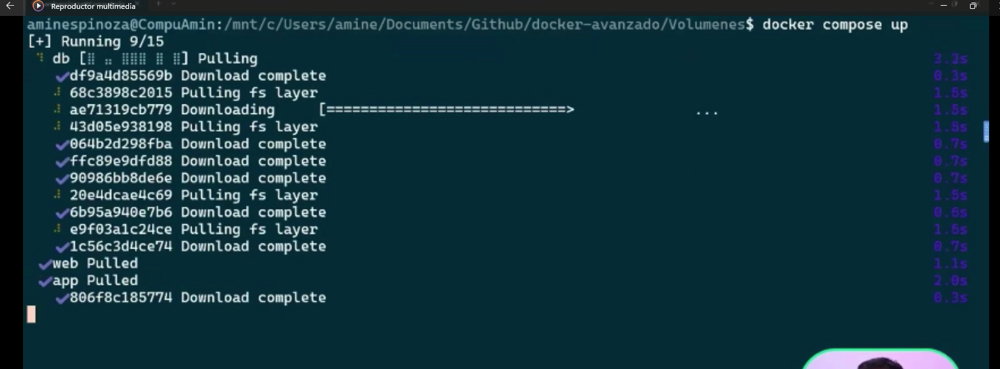 Reproductor multimedia
aminespinoza@CompuAmin:/mnt/c/Users/amine/Documents/Github/docker-avanzado/Volumenes$ docker compose up
[+] Running 9/15
db [⣿ ⣤ ⣿⣿⣿ ⣿ ⣿] Pulling 3.2s
✔df9a4d85569b Download complete 0.3s
68c3898c2015 Pulling fs layer 1.5s
ae71319cb779 Downloading [============================> ... 1.5s
43d05e938198 Pulling fs layer 1.5s
✔064b2d298fba Download complete 0.7s
✔ffc89e9dfd88 Download complete 0.7s
✔90986bb8de6e Download complete 0.7s
20e4dcae4c69 Pulling fs layer 1.5s
✔6b95a940e7b6 Download complete 0.6s
e9f03a1c24ce Pulling fs layer 1.5s
✔1c56c3d4ce74 Download complete 0.7s
✔web Pulled 1.1s
✔app Pulled 2.0s
✔806f8c185774 Download complete 0.3s